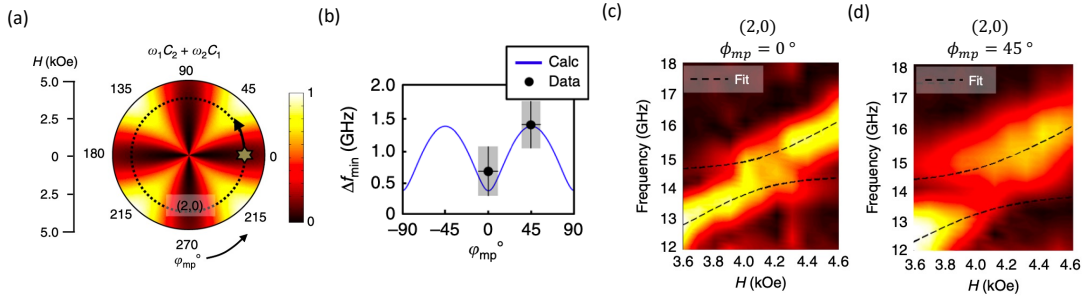 (a)
ω₁C₂ + ω₂C₁
H (kOe)
5.0
2.5
0
2.5
5.0
90
135
45
180
0
215
215
270
(2,0)
φmp°
1
0
(b)
Calc
Data
Δfmin (GHz)
2.0
1.5
1.0
0.5
0
−90
−45
0
45
90
φmp°
(c)
(2,0)
ϕmp = 0 °
Fit
Frequency (GHz)
18
17
16
15
14
13
12
3.6
3.8
4.0
4.2
4.4
4.6
H (kOe)
(d)
(2,0)
ϕmp = 45 °
Fit
Frequency (GHz)
18
17
16
15
14
13
12
3.6
3.8
4.0
4.2
4.4
4.6
H (kOe)